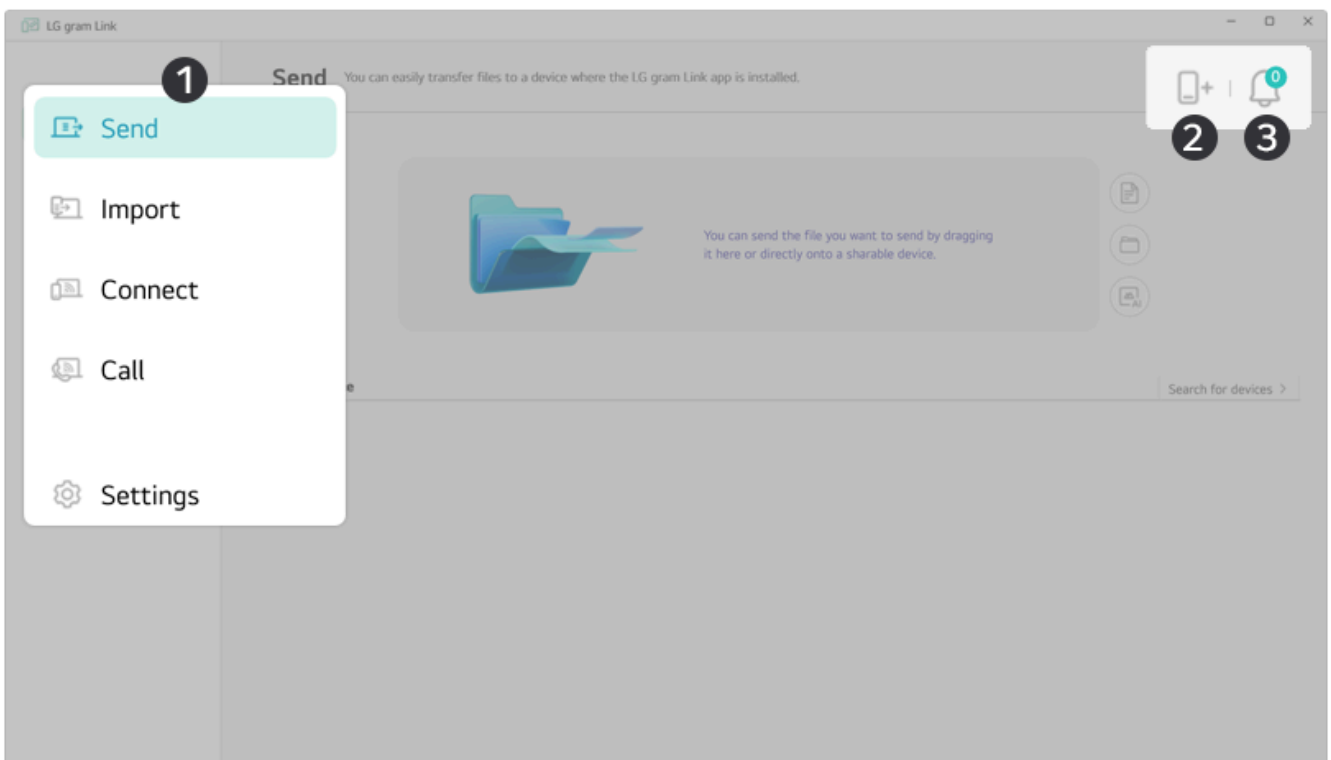 LG gram Link
1
Send You can easily transfer files to a device where the LG gram Link app is installed.
0
2 3
Send
Import
Connect
Call
Settings
You can send the file you want to send by dragging
it here or directly onto a sharable device.
AI
e
Search for devices >